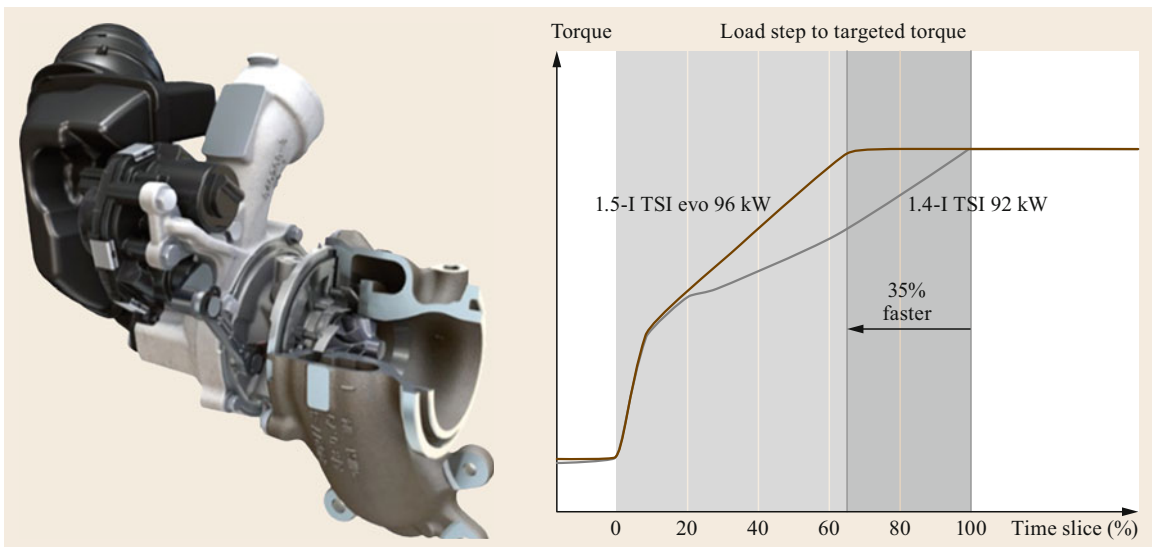 Torque
Load step to targeted torque
1.5-l TSI evo 96 kW
1.4-l TSI 92 kW
35%
faster
0
20
40
60
80
100
Time slice (%)